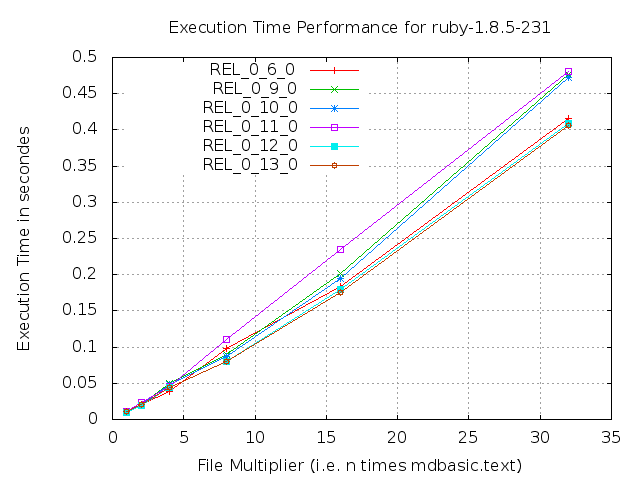 Execution Time Performance for ruby-1.8.5-231
0.5
0.45
0.4
0.35
0.3
0.25
0.2
0.15
0.1
0.05
0
Execution Time in secondes
REL_0_6_0
REL_0_9_0
REL_0_10_0
REL_0_11_0
REL_0_12_0
REL_0_13_0
0 5 10 15 20 25 30 35
File Multiplier (i.e. n times mdbasic.text)